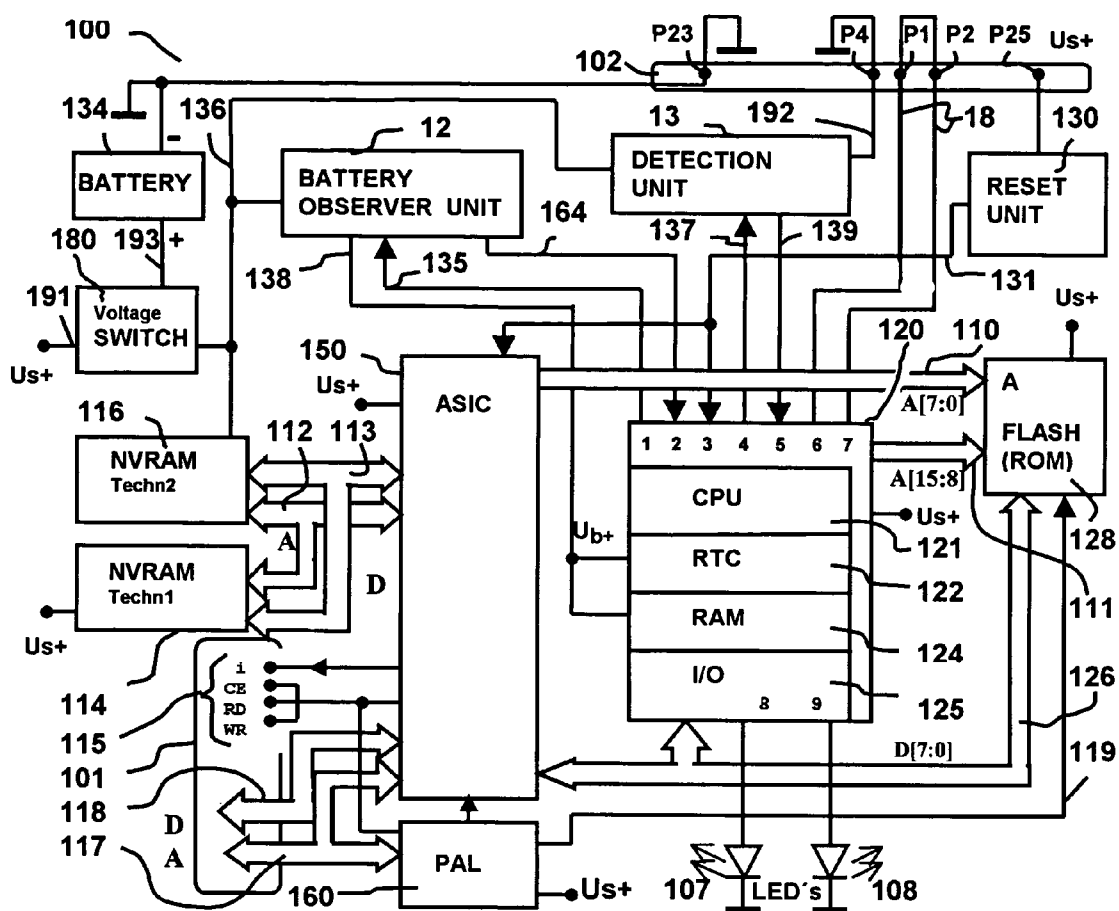 100
P23
P4
P1
P2
P25
Us+
102
134
136
12
13
192
18
130
-
BATTERY
BATTERY
OBSERVER UNIT
DETECTION
UNIT
RESET
UNIT
180
193
+
164
137
139
138
135
131
191
Voltage
SWITCH
Us+
150
120
110
Us+
Us+
ASIC
A
A[7:0]
116
112
113
1 2 3 4 5 6 7
FLASH
(ROM)
NVRAM
Techn2
A[15:8]
CPU
Us+
A
Ub+
121
128
NVRAM
Techn1
D
RTC
122
111
Us+
RAM
124
i
CE
RD
WR
I/O
125
126
114
115
8 9
101
D[7:0]
119
118
D
A
117
PAL
160
Us+
107
LED's
108